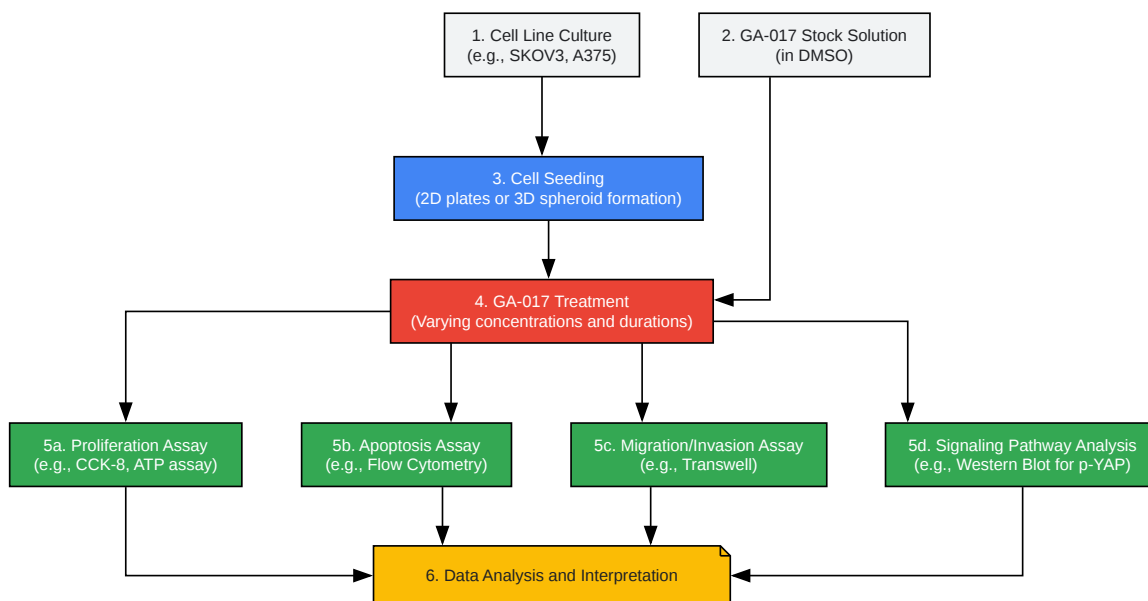 1. Cell Line Culture
(e.g., SKOV3, A375)
2. GA-017 Stock Solution
(in DMSO)
3. Cell Seeding
(2D plates or 3D spheroid formation)
4. GA-017 Treatment
(Varying concentrations and durations)
5a. Proliferation Assay
(e.g., CCK-8, ATP assay)
5b. Apoptosis Assay
(e.g., Flow Cytometry)
5c. Migration/Invasion Assay
(e.g., Transwell)
5d. Signaling Pathway Analysis
(e.g., Western Blot for p-YAP)
6. Data Analysis and Interpretation